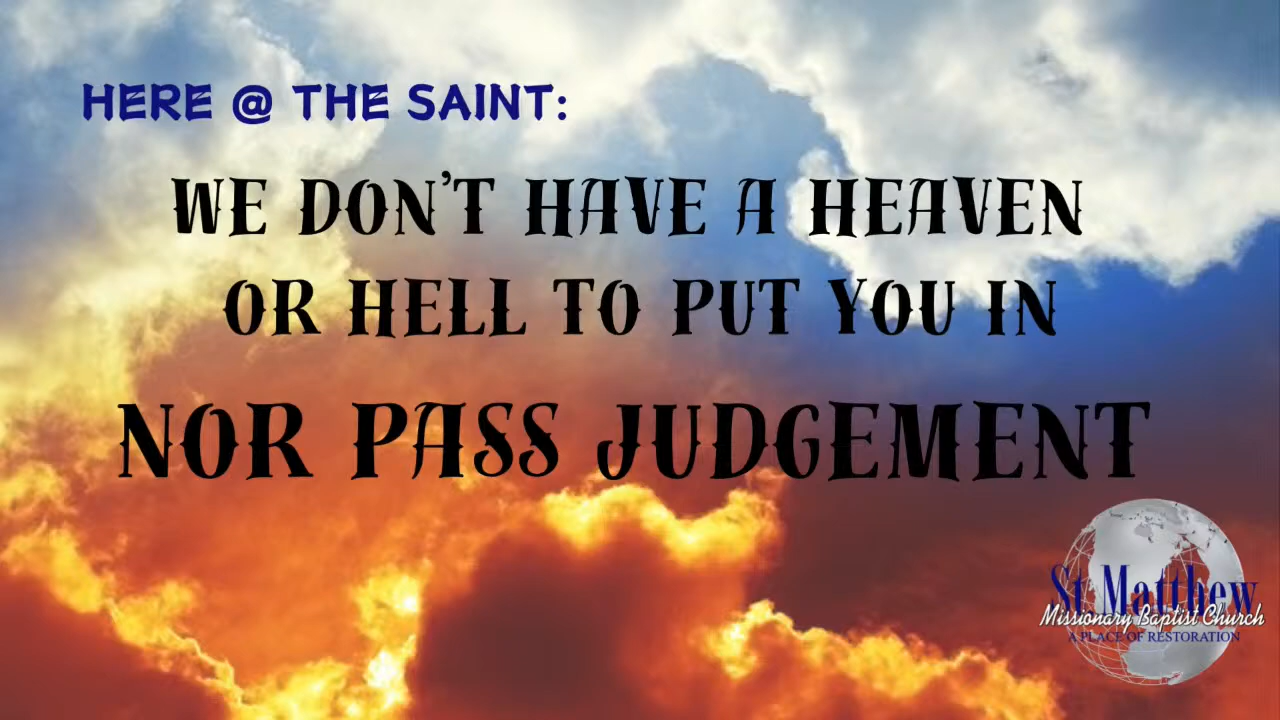 HERE @ THE SAINT:
WE DON'T HAVE A HEAVEN
OR HELL TO PUT YOU IN
NOR PASS JUDGEMENT
St Matthew
Missionary Baptist Church
A PLACE OF RESTORATION